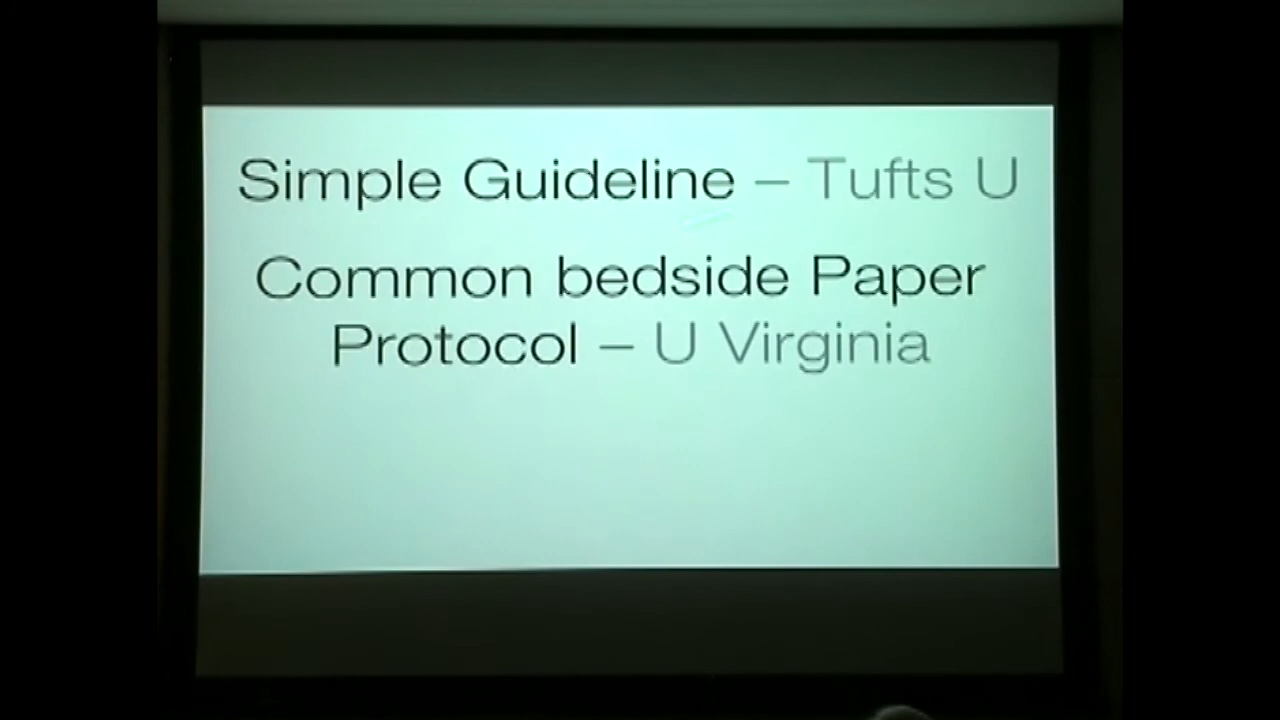 Simple Guideline – Tufts U
Common bedside Paper
Protocol – U Virginia